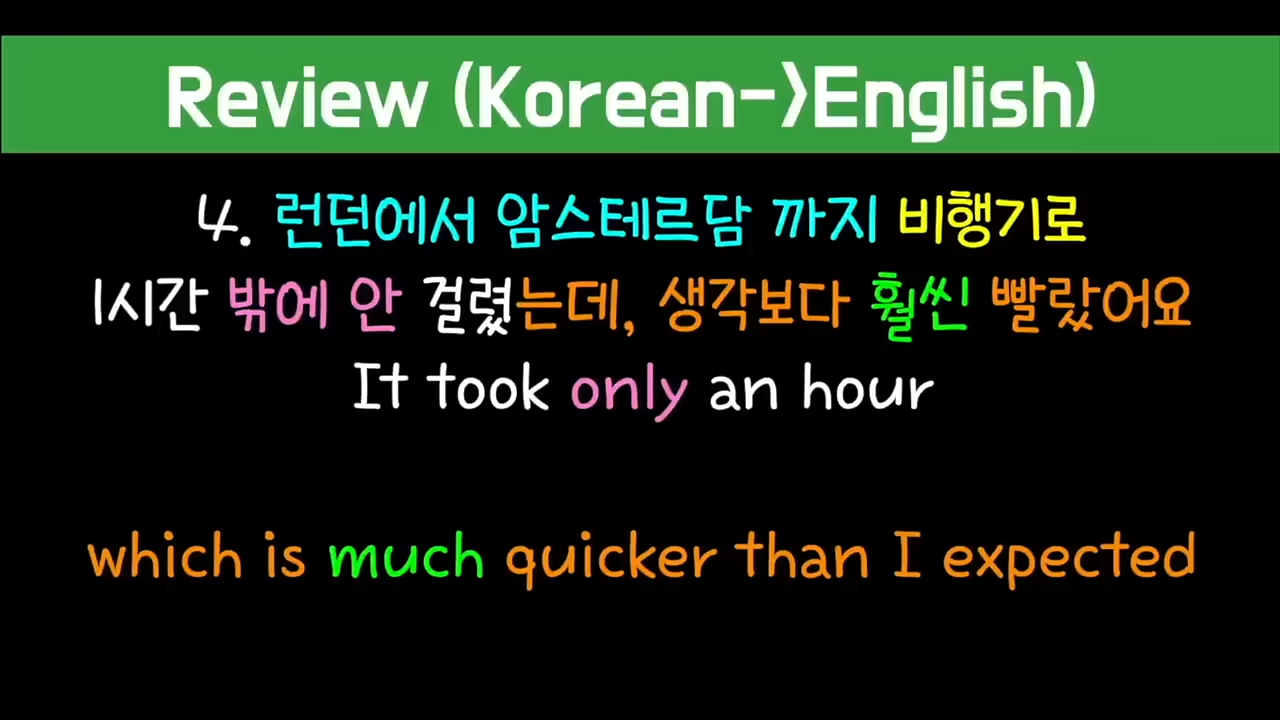 Review (Korean->English)
4. 런던에서 암스테르담 까지 비행기로
1시간 밖에 안 걸렸는데, 생각보다 훨씬 빨랐어요
It took only an hour
which is much quicker than I expected